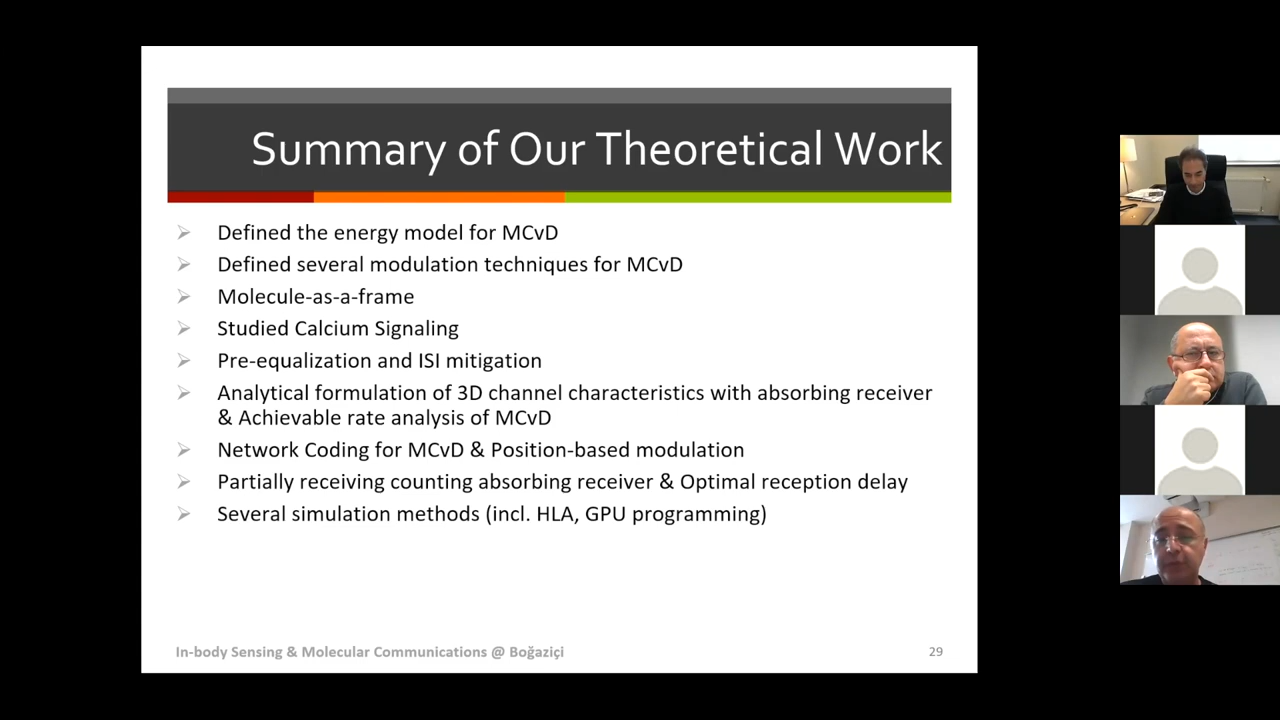 Summary of Our Theoretical Work
Defined the energy model for MCvD
Defined several modulation techniques for MCvD
Molecule-as-a-frame
Studied Calcium Signaling
Pre-equalization and ISI mitigation
Analytical formulation of 3D channel characteristics with absorbing receiver
& Achievable rate analysis of MCvD
Network Coding for MCvD & Position-based modulation
Partially receiving counting absorbing receiver & Optimal reception delay
Several simulation methods (incl. HLA, GPU programming)
In-body Sensing & Molecular Communications @ Boğaziçi
29